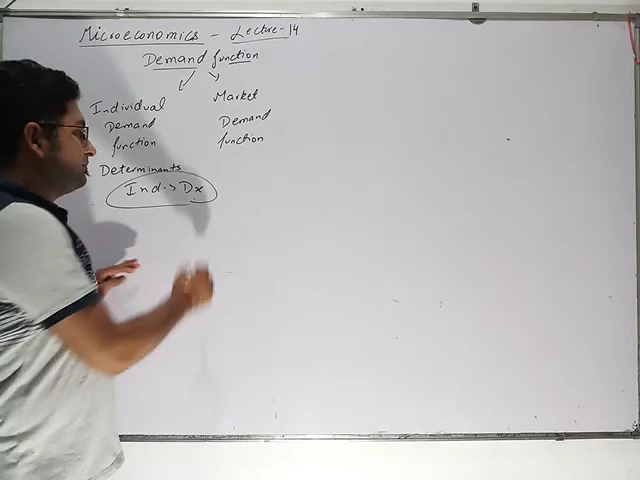 Microeconomics - Lecture-14
Demand function
Individual
Demand
function
Market
Demand
function
Determinants
Ind. → Dx